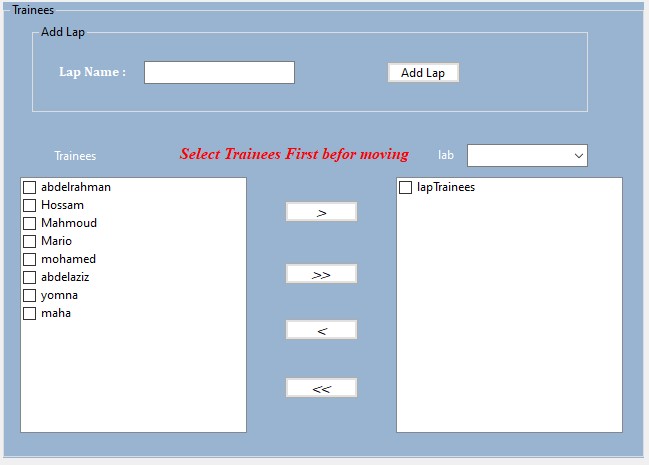 Trainees
Add Lap
Lap Name :
Add Lap
Trainees
Select Trainees First befor moving
lab
abdelrahman
Hossam
Mahmoud
Mario
mohamed
abdelaziz
yomna
maha
>
>>
<
<<
lapTrainees